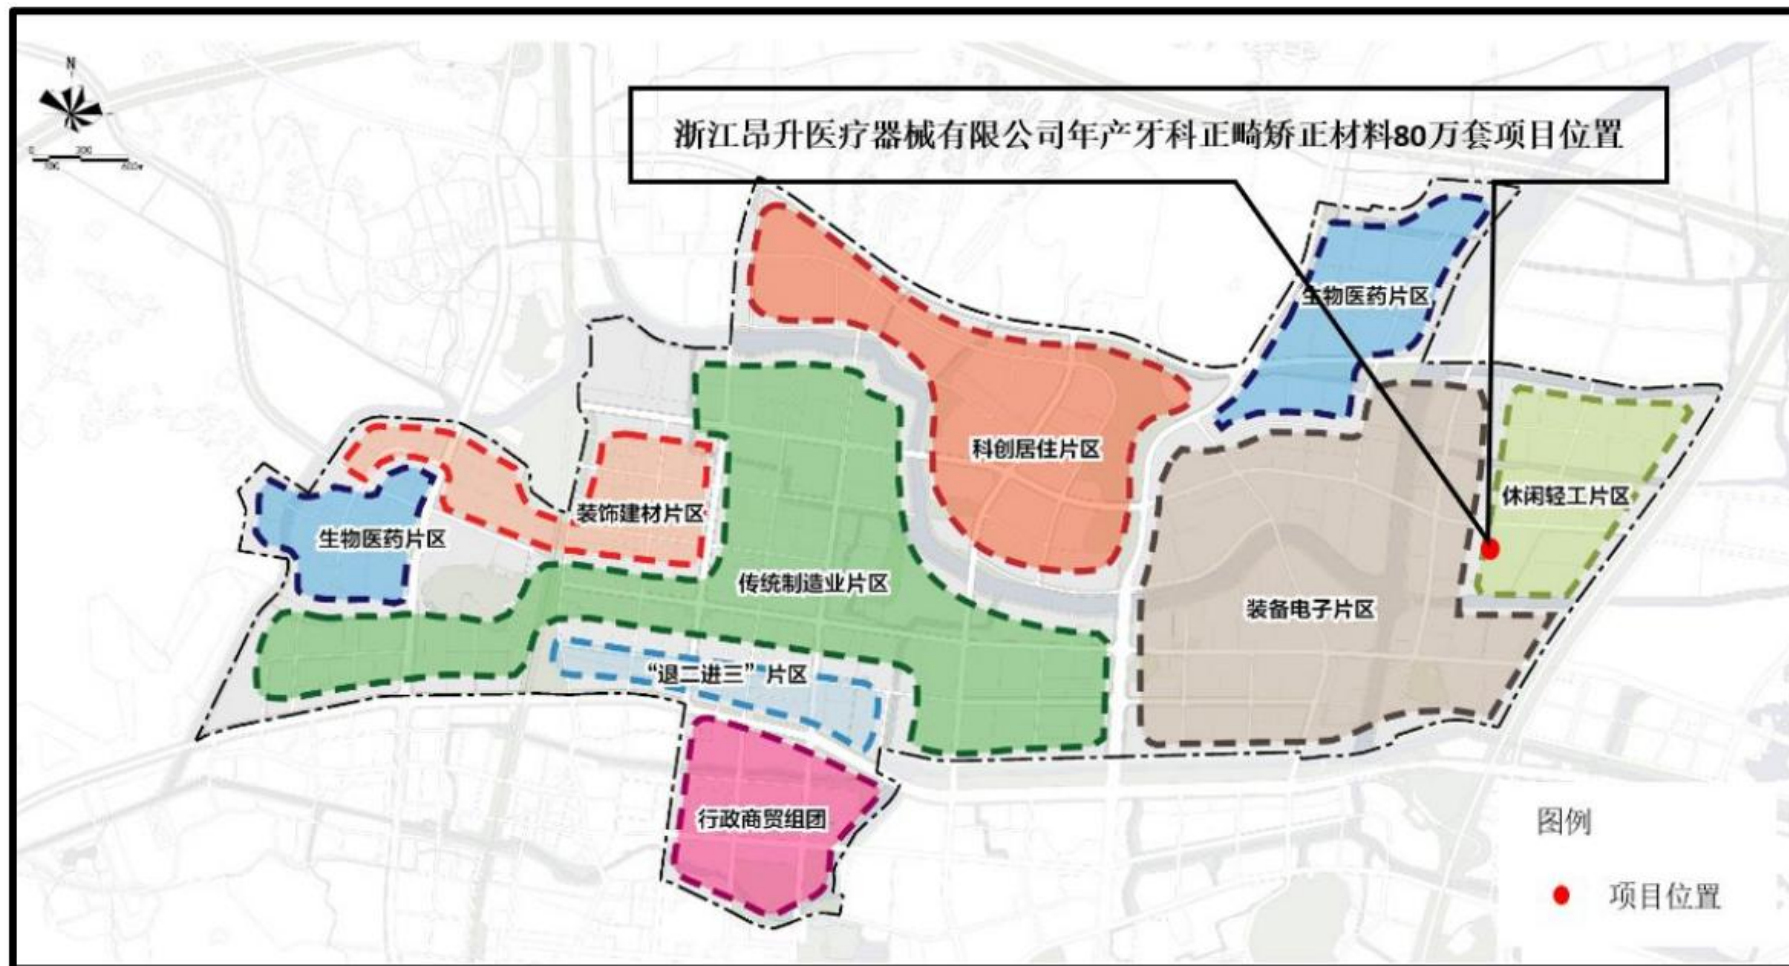 N
0
300
浙江昂升医疗器械有限公司年产牙科正畸矫正材料80万套项目位置
生物医药片区
科创居住片区
休闲轻工片区
装饰建材片区
生物医药片区
传统制造业片区
装备电子片区
“退二进三”片区
行政商贸组团
图例
项目位置